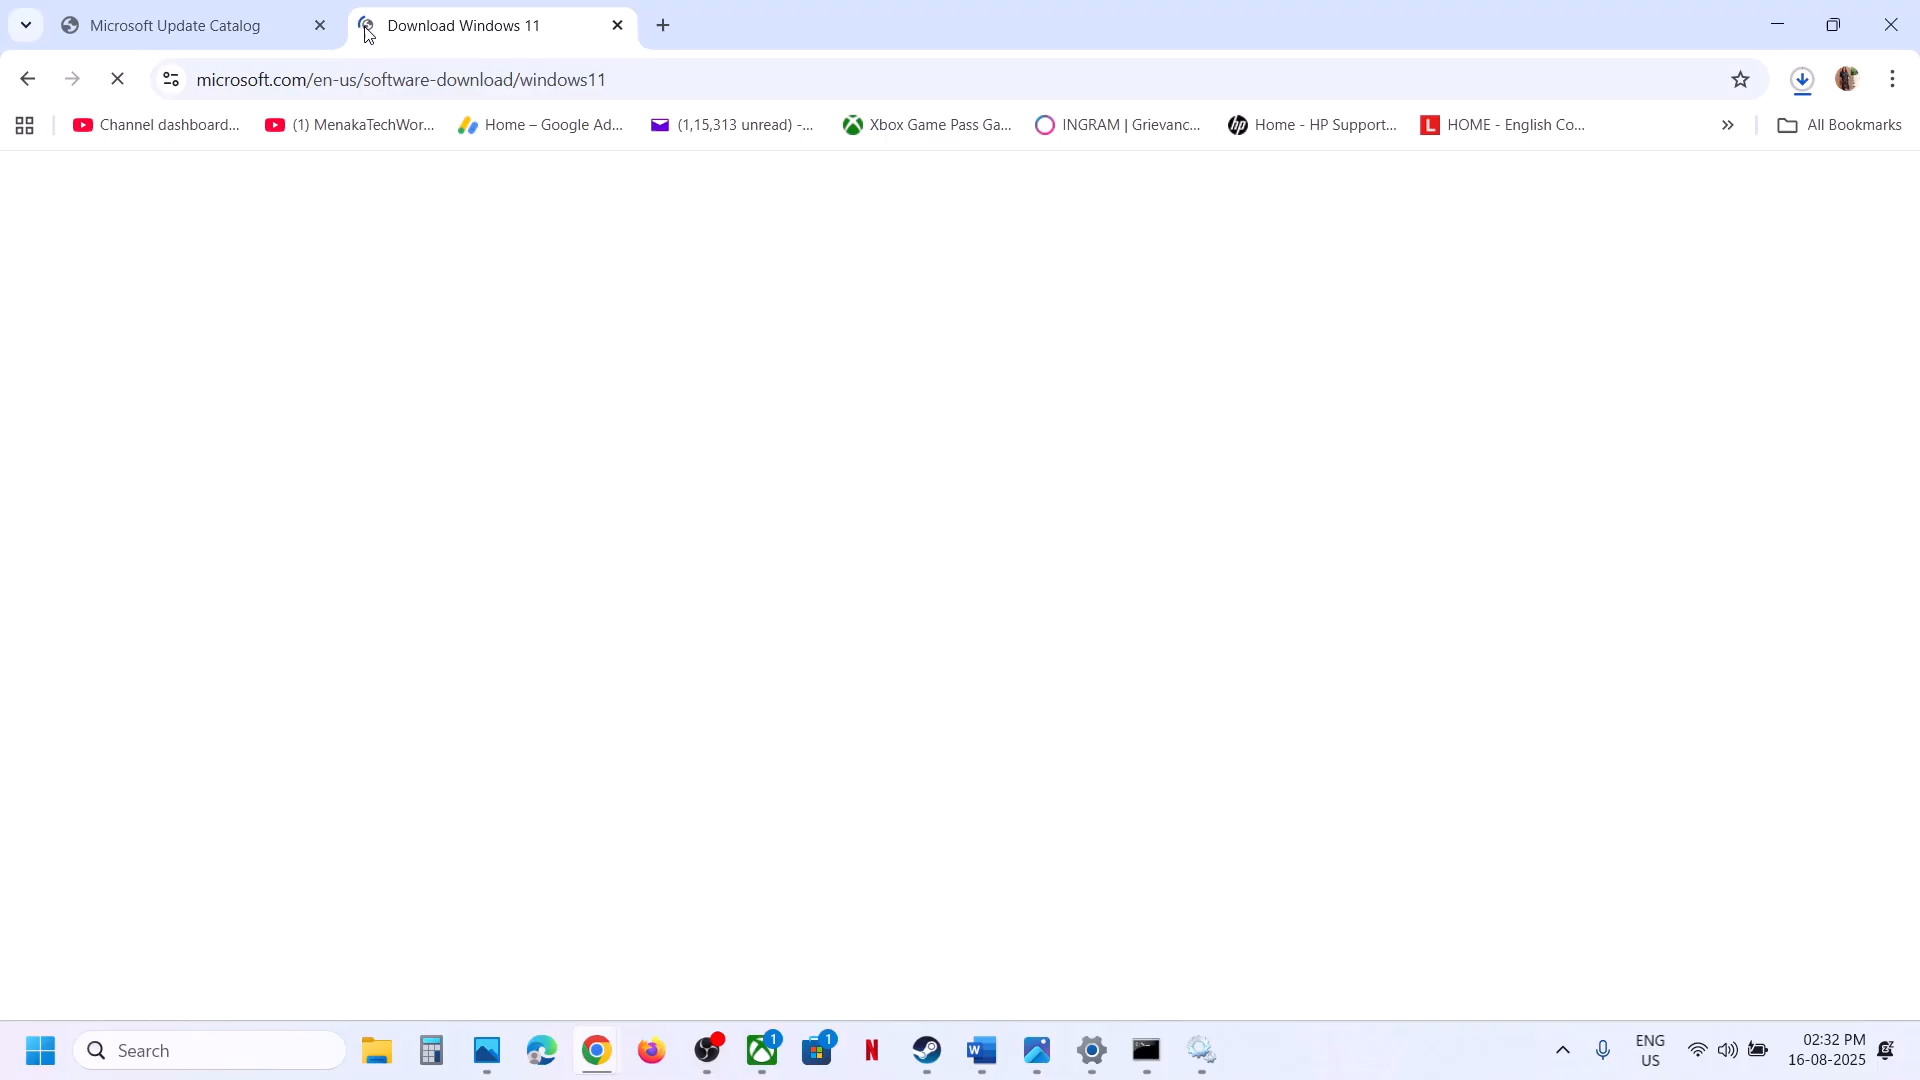 Microsoft Update Catalog
Download Windows 11
microsoft.com/en-us/software-download/windows11
Channel dashboard...
(1) MenakaTechWor...
Home – Google Ad...
(1,15,313 unread) -...
Xbox Game Pass Ga...
INGRAM | Grievanc...
Home - HP Support...
HOME - English Co...
All Bookmarks
Search
1
1
ENG
US
02:32 PM
16-08-2025